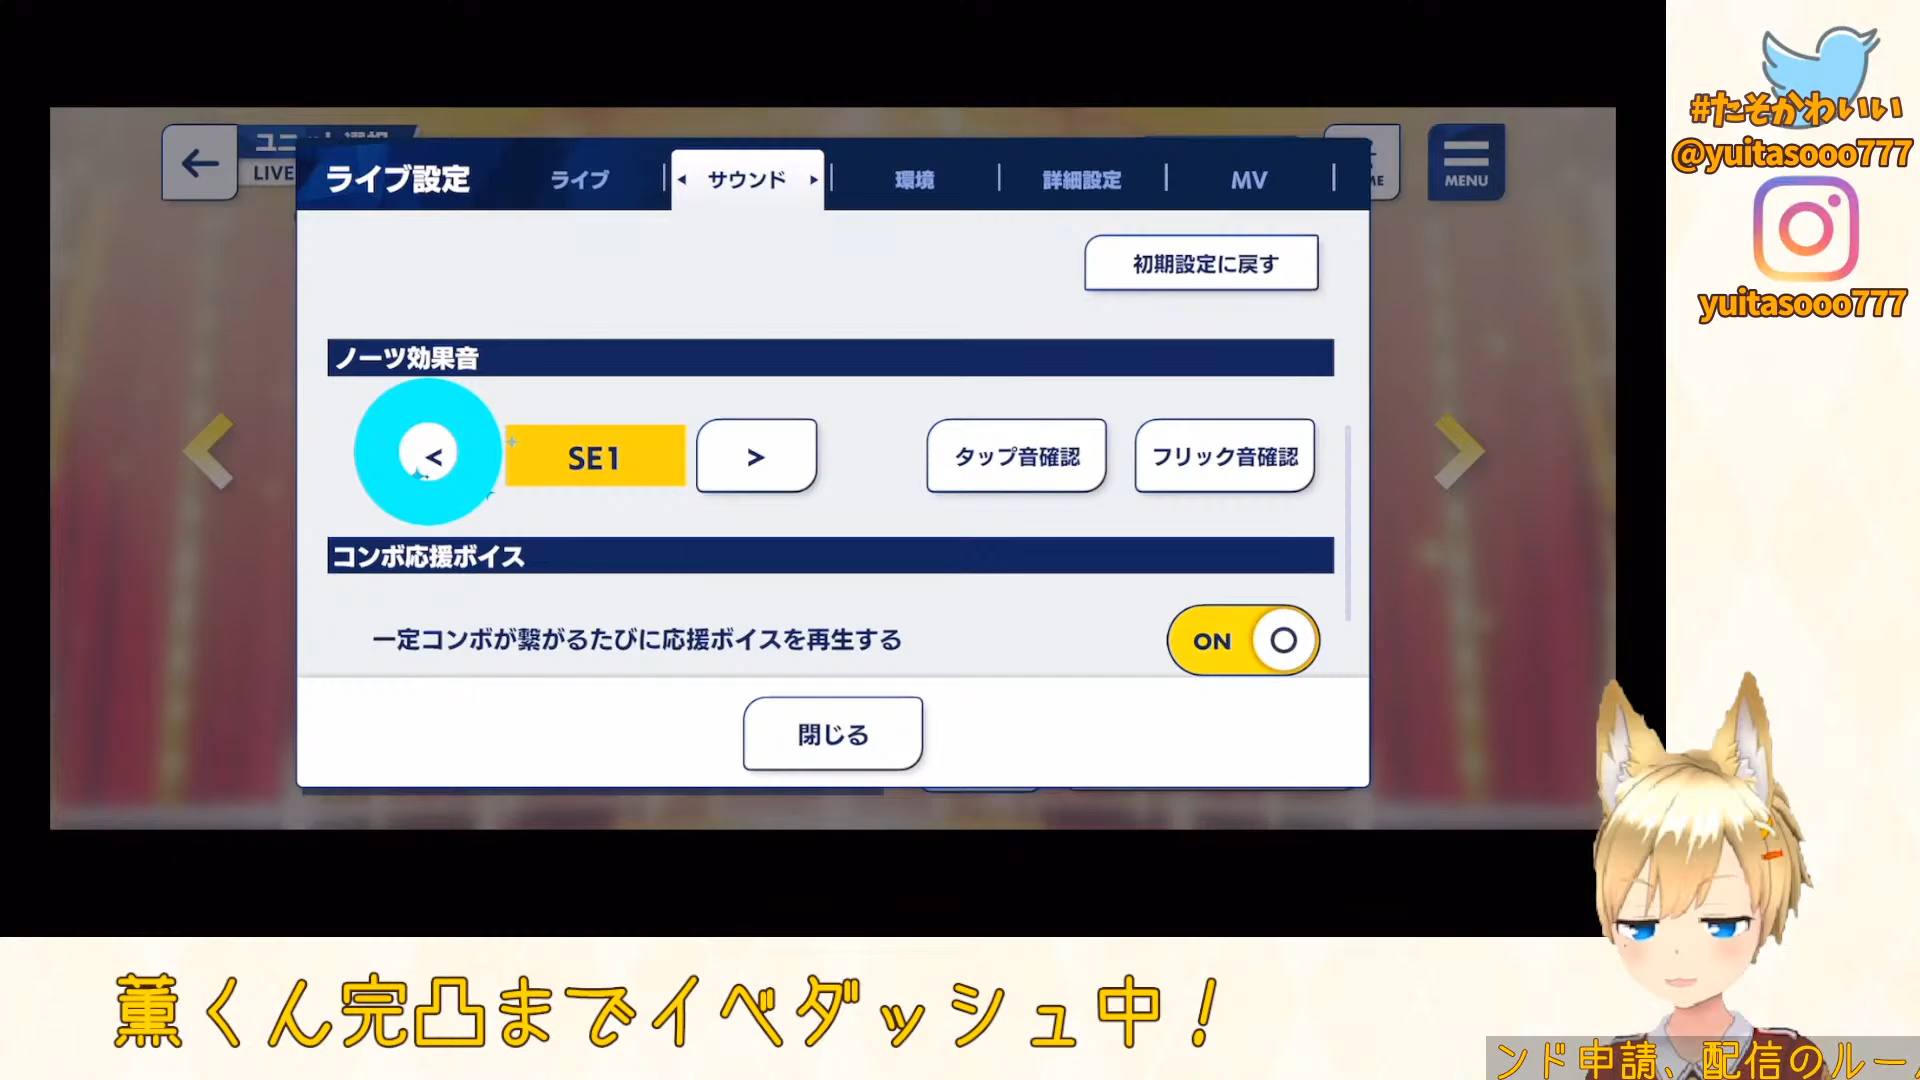 LIVE
ライブ設定
ライブ
サウンド
環境
詳細設定
MV
MENU
初期設定に戻す
ノーツ効果音
<
SE1
>
タップ音確認
フリック音確認
コンボ応援ボイス
一定コンボが繋がるたびに応援ボイスを再生する
ON
閉じる
#たそかわいい
@yuitasooo777
yuitasooo777
薫くん完凸までイベダッシュ中!
ンド申請、配信のルー